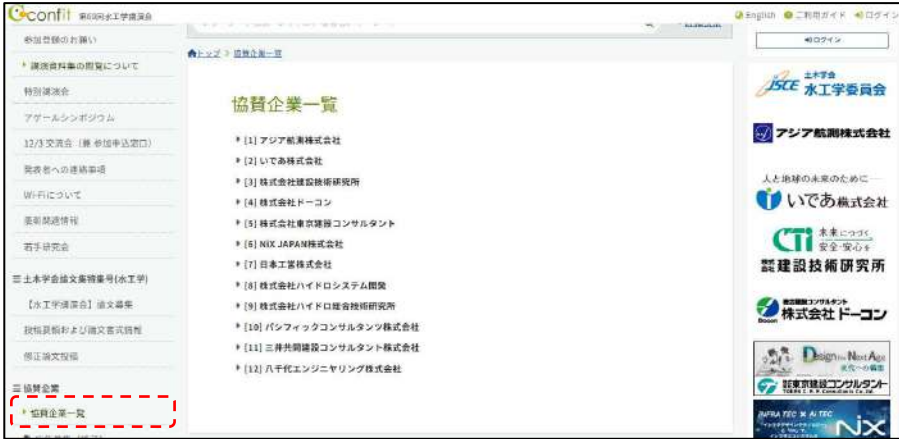 confit 第69回水工学講演会
English ご利用ガイド ログイン
参加登録のお願い
講演資料集の閲覧について
特別講演会
アゲールシンポジウム
12/3 交流会（兼 参加申込窓口）
発表者への連絡事項
Wi-Fiについて
若手研究会
土木学会論文集特集号(水工学)
【水工学講演会】論文募集
投稿要領および論文書式情報
修正論文投稿
協賛企業
協賛企業一覧
トップ > 協賛企業一覧
協賛企業一覧
[1] アジア航測株式会社
[2] いであ株式会社
[3] 株式会社建設技術研究所
[4] 株式会社ドーコン
[5] 株式会社東京建設コンサルタント
[6] NiX JAPAN株式会社
[7] 日本工営株式会社
[8] 株式会社ハイドロシステム開発
[9] 株式会社ハイドロ総合技術研究所
[10] パシフィックコンサルタンツ株式会社
[11] 三井共同建設コンサルタント株式会社
[12] 八千代エンジニヤリング株式会社
ログイン
JSCE 土木学会
水工学委員会
アジア航測株式会社
人と地球の未来のために
いであ株式会社
CTi 未来につづく
安全・安心を
株式会社 建設技術研究所
株式会社 ドーコン
Design the Next Age
次代への構想
株式会社 東京建設コンサルタント
INFRA TEC × AI TEC
NiX